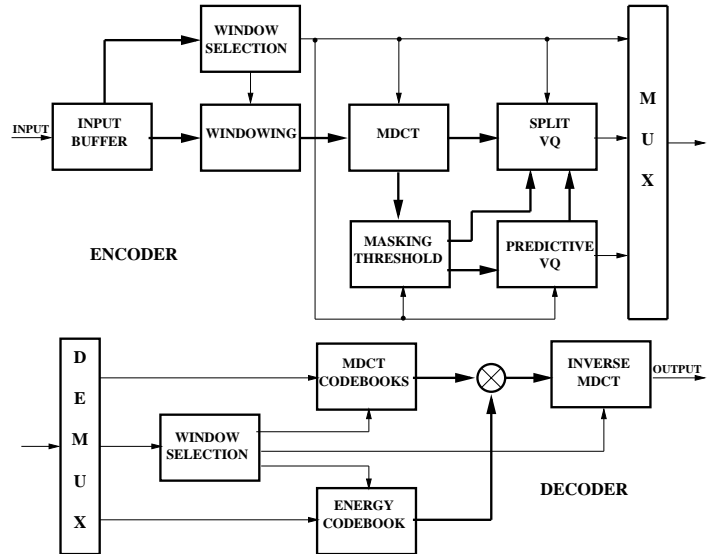 WINDOW
SELECTION
INPUT
INPUT
BUFFER
WINDOWING
MDCT
SPLIT
VQ
M
U
X
ENCODER
MASKING
THRESHOLD
PREDICTIVE
VQ
D
E
M
U
X
MDCT
CODEBOOKS
INVERSE
MDCT
OUTPUT
WINDOW
SELECTION
ENERGY
CODEBOOK
DECODER